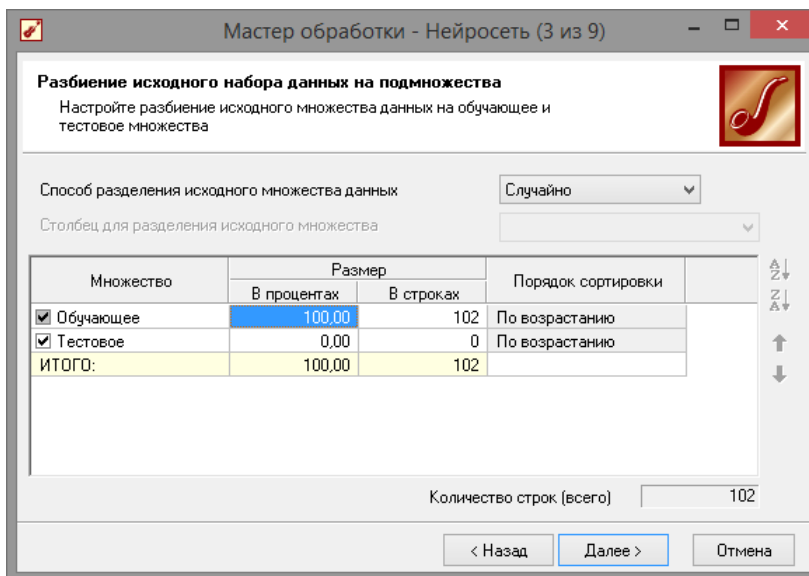 Мастер обработки - Нейросеть (3 из 9)
Разбиение исходного набора данных на подмножества
Настройте разбиение исходного множества данных на обучающее и
тестовое множества
Способ разделения исходного множества данных Случайно
Столбец для разделения исходного множества
Множество Размер Порядок сортировки
В процентах В строках
Обучающее 100,00 102 По возрастанию
Тестовое 0,00 0 По возрастанию
ИТОГО: 100,00 102
Количество строк (всего) 102
< Назад Далее > Отмена